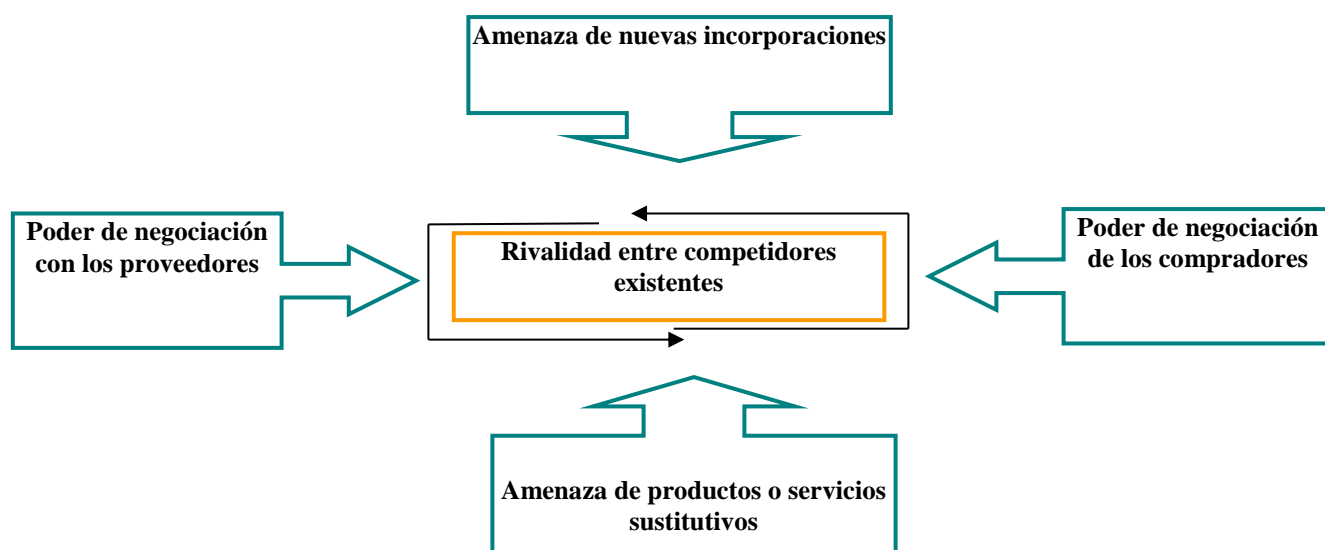 Amenaza de nuevas incorporaciones
Poder de negociación
con los proveedores
Rivalidad entre competidores
existentes
Poder de negociación
de los compradores
Amenaza de productos o servicios
sustitutivos